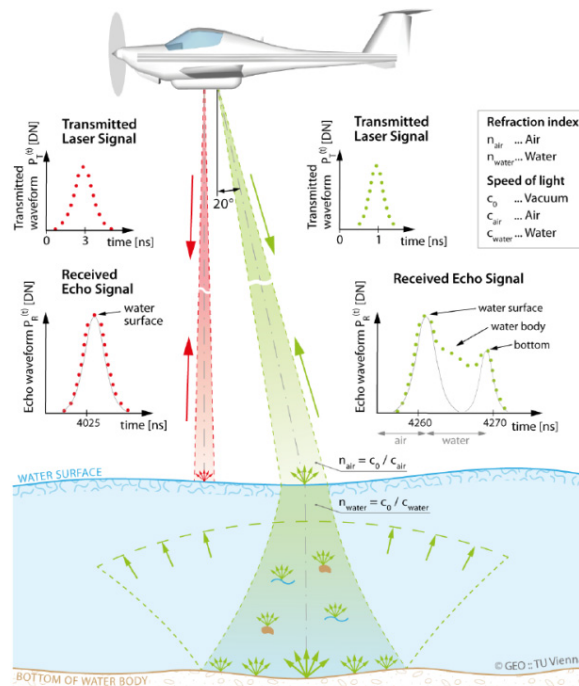 Transmitted
Laser Signal
Transmitted
waveform P_T^(t) [DN]
0
3
time [ns]
Transmitted
Laser Signal
Transmitted
waveform P_T^(t) [DN]
1
time [ns]
Refraction index
n_air ... Air
n_water ... Water
Speed of light
c_0 ... Vacuum
c_air ... Air
c_water ... Water
20°
Received
Echo Signal
water
surface
Echo waveform P_R^(t) [DN]
4025
time [ns]
Received Echo Signal
water surface
water body
bottom
Echo waveform P_R^(t) [DN]
4260
4270
time [ns]
air
water
n_air = c_0 / c_air
WATER SURFACE
n_water = c_0 / c_water
© GEO :: TU Vienn
BOTTOM OF WATER BODY